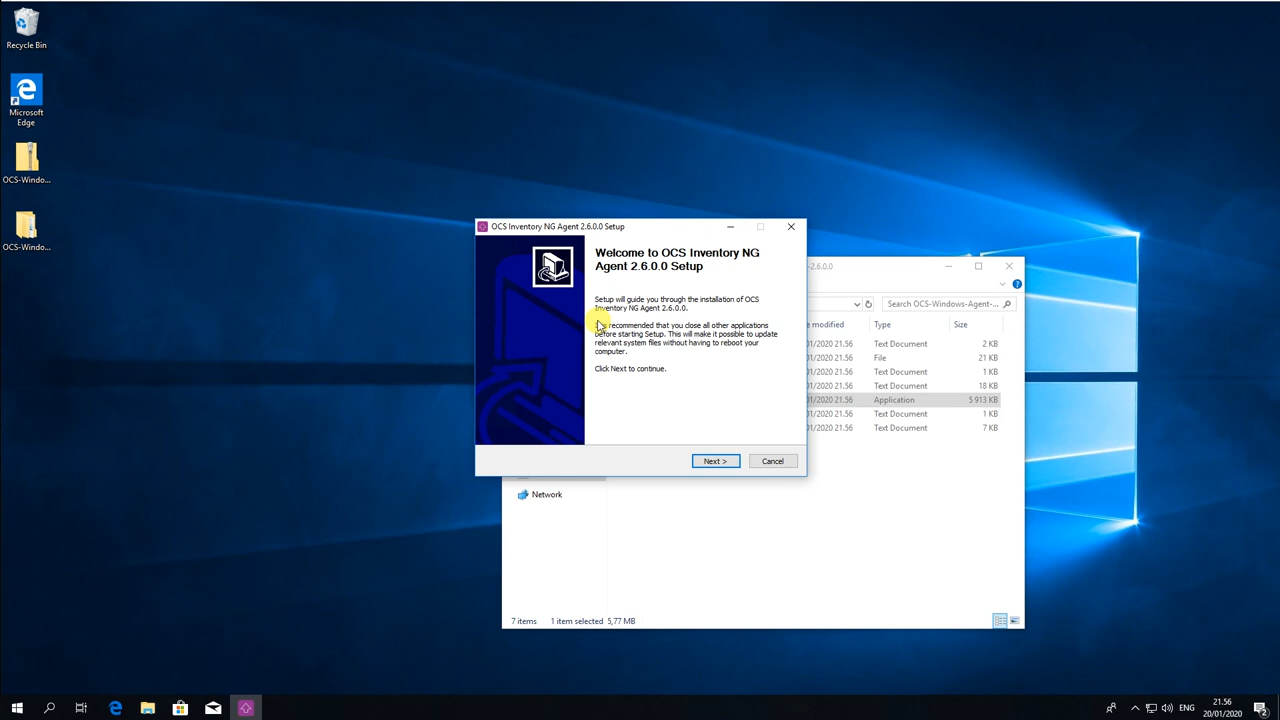 Recycle Bin
Microsoft
Edge
OCS-Windo...
OCS-Windo...
OCS Inventory NG Agent 2.6.0.0 Setup
Welcome to OCS Inventory NG
Agent 2.6.0.0 Setup
Setup will guide you through the installation of OCS
Inventory NG Agent 2.6.0.0.
recommended that you close all other applications
before starting Setup. This will make it possible to update
relevant system files without having to reboot your
computer.
Click Next to continue.
Next >
Cancel
-2.6.0.0
Search OCS-Windows-Agent-...
modified Type Size
01/2020 21.56 Text Document 2 KB
01/2020 21.56 File 21 KB
01/2020 21.56 Text Document 1 KB
01/2020 21.56 Text Document 18 KB
01/2020 21.56 Application 5 913 KB
01/2020 21.56 Text Document 1 KB
01/2020 21.56 Text Document 7 KB
Network
7 items 1 item selected 5,77 MB
ENG
21.56
20/01/2020
2